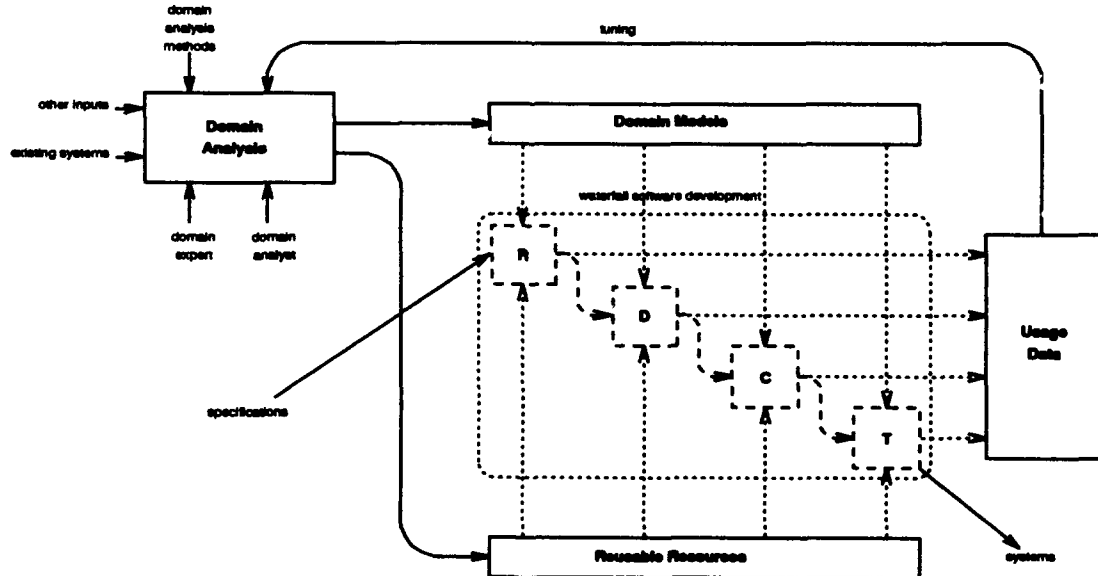 domain
analysis
methods
tuning
other inputs
Domain
Analysis
existing systems
Domain Models
waterfall software development
domain
expert
domain
analyst
R
D
C
T
Usage
Data
specifications
Reusable Resources
systems